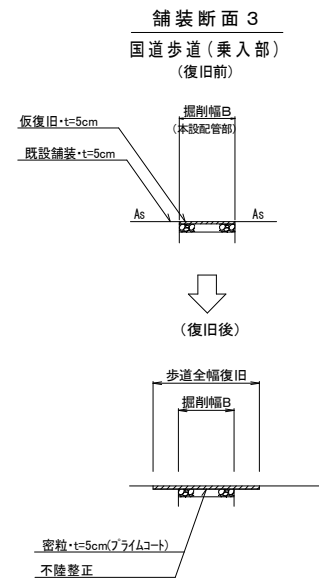 舗装断面3
国道歩道(乗入部)
(復旧前)
掘削幅B
(本設配管部)
仮復旧・t=5cm
既設舗装・t=5cm
As
As
(復旧後)
歩道全幅復旧
掘削幅B
密粒・t=5cm(プライムコート)
不陸整正